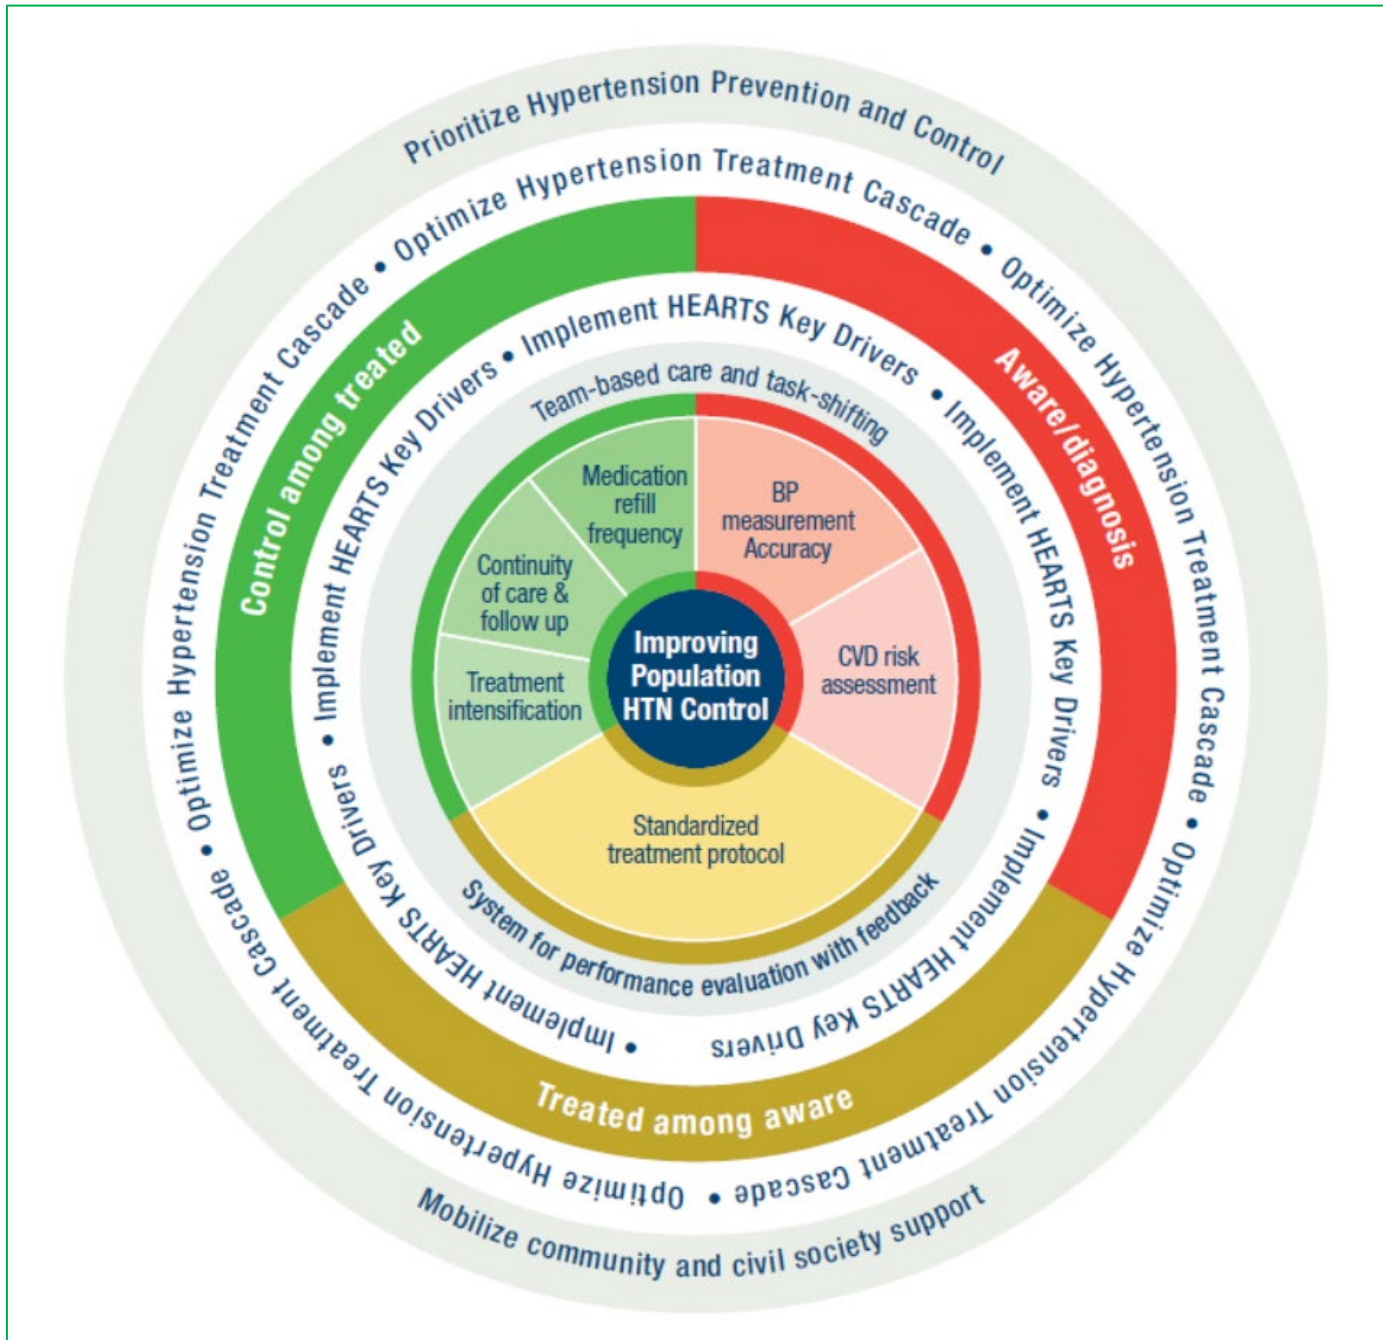 Prioritize Hypertension Prevention and Control
Optimize Hypertension Treatment Cascade • Optimize Hypertension Treatment Cascade • Optimize Hypertension Treatment Cascade • Optimize Hypertension Treatment Cascade • Optimize Hypertension Treatment Cascade •
Control among treated
Aware/diagnosis
Treated among aware
Implement HEARTS Key Drivers • Implement HEARTS Key Drivers • Implement HEARTS Key Drivers • Implement HEARTS Key Drivers • Implement HEARTS Key Drivers •
Team-based care and task-shifting
Medication
refill
frequency
BP
measurement
Accuracy
Continuity
of care &
follow up
CVD risk
assessment
Treatment
intensification
Improving
Population
HTN Control
Standardized
treatment protocol
System for performance evaluation with feedback
Mobilize community and civil society support